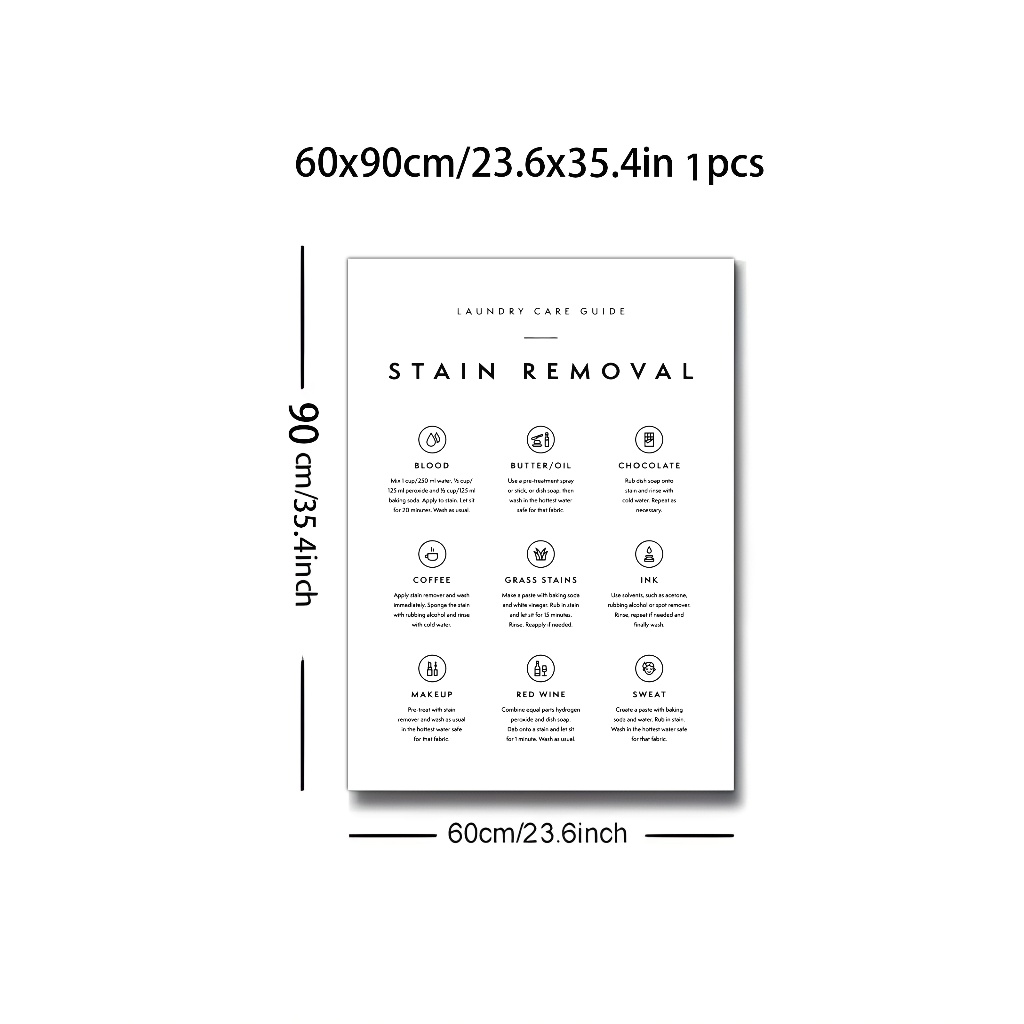 60x90cm/23.6x35.4in 1pcs
90 cm/35.4inch
LAUNDRY CARE GUIDE
STAIN REMOVAL
BLOOD
Mix 1 cup/250 ml water, ½ cup/
125 ml peroxide and ½ cup/125 ml
baking soda. Apply to stain. Let sit
for 20 minutes. Wash as usual.
BUTTER/OIL
Use a pre-treatment spray
or stick, or dish soap, then
wash in the hottest water
safe for that fabric.
CHOCOLATE
Rub dish soap onto
stain and rinse with
cold water. Repeat as
necessary.
COFFEE
Apply stain remover and wash
immediately. Sponge the stain
with rubbing alcohol and rinse
with cold water.
GRASS STAINS
Make a paste with baking soda
and white vinegar. Rub in stain
and let sit for 15 minutes.
Rinse. Reapply if needed.
INK
Use solvents, such as acetone,
rubbing alcohol or spot remover.
Rinse, repeat if needed and
finally wash.
MAKEUP
Pre-treat with stain
remover and wash as usual
in the hottest water safe
for that fabric.
RED WINE
Combine equal parts hydrogen
peroxide and dish soap.
Dab onto a stain and let sit
for 1 minute. Wash as usual.
SWEAT
Create a paste with baking
soda and water. Rub in stain.
Wash in the hottest water safe
for that fabric.
60cm/23.6inch